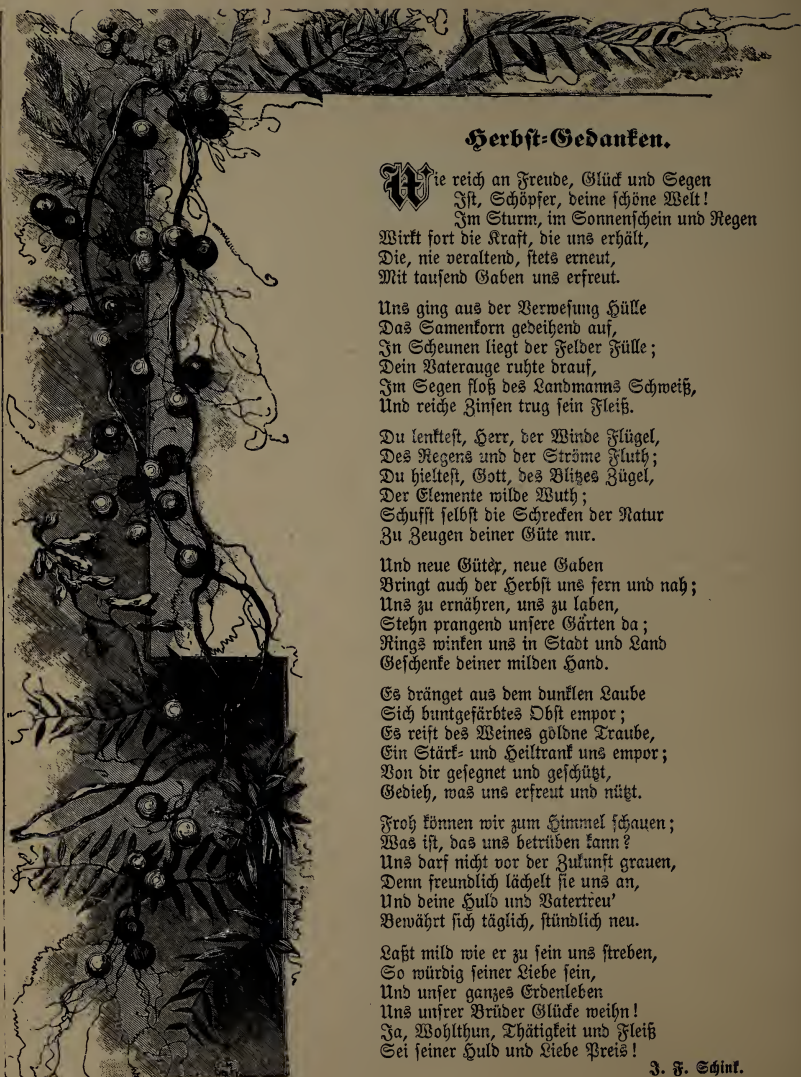 Herbst-Gedanken.
Wie reich an Freude, Glück und Segen
Ist, Schöpfer, deine schöne Welt!
Im Sturm, im Sonnenschein und Regen
Wirkt fort die Kraft, die uns erhält,
Die, nie veraltend, stets erneut,
Mit tausend Gaben uns erfreut.
Uns ging aus der Verwesung Hülle
Das Samenkorn gedeihend auf,
In Scheunen liegt der Felder Fülle;
Dein Vaterauge ruhte drauf,
Im Segen floß des Landmanns Schweiß,
Und reiche Zinsen trug sein Fleiß.
Du lenktest, Herr, der Winde Flügel,
Des Regens und der Ströme Fluth;
Du hieltest, Gott, des Blitzes Zügel,
Der Elemente wilde Wuth;
Schufst selbst die Schrecken der Natur
Zu Zeugen deiner Güte nur.
Und neue Güter, neue Gaben
Bringt auch der Herbst uns fern und nah;
Uns zu ernähren, uns zu laben,
Stehn prangend unsere Gärten da;
Rings winken uns in Stadt und Land
Geschenke deiner milden Hand.
Es dränget aus dem dunklen Laube
Sich buntgefärbtes Obst empor;
Es reift des Weines goldne Traube,
Ein Stärk- und Heiltrank uns empor;
Von dir gesegnet und geschützt,
Gedieh, was uns erfreut und nützt.
Froh können wir zum Himmel schauen;
Was ist, das uns betrüben kann?
Uns darf nicht vor der Zukunft grauen,
Denn freundlich lächelt sie uns an,
Und deine Huld und Vatertreu'
Bewährt sich täglich, stündlich neu.
Laßt mild wie er zu sein uns streben,
So würdig seiner Liebe sein,
Und unser ganzes Erdenleben
Uns unsrer Brüder Glücke weihn!
Ja, Wohlthun, Thätigkeit und Fleiß
Sei seiner Huld und Liebe Preis!
J. F. Schink.